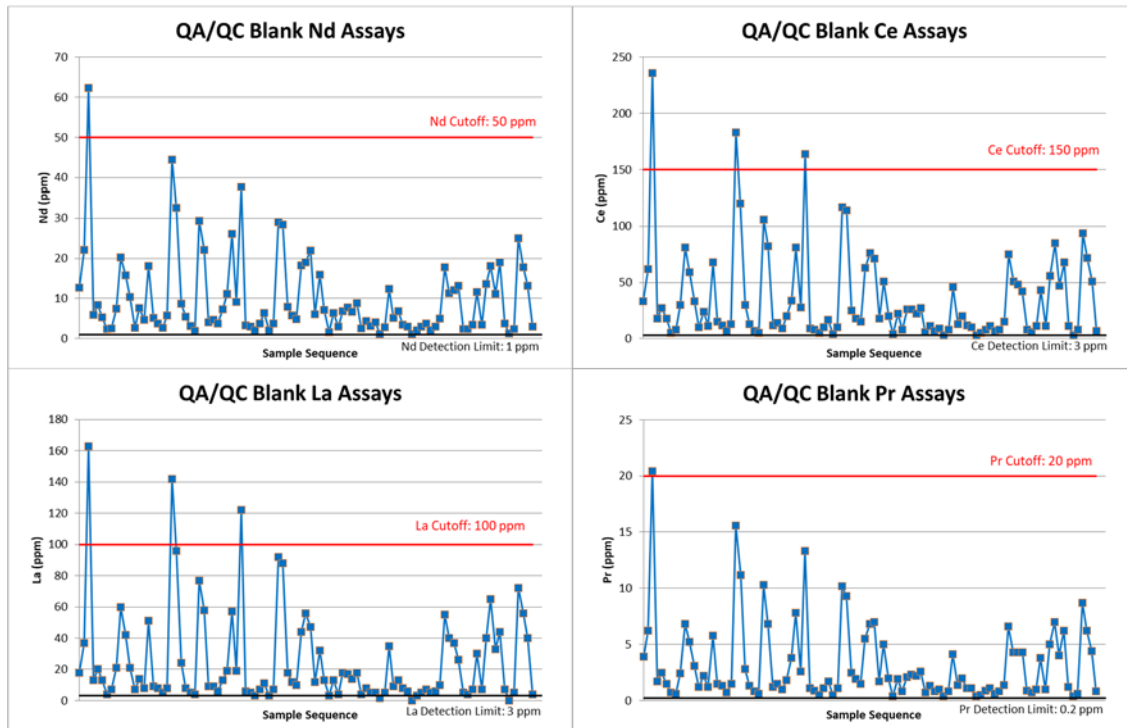 QA/QC Blank Nd Assays
70
60
50
40
30
20
10
0
Nd (ppm)
Nd Cutoff: 50 ppm
Sample Sequence
Nd Detection Limit: 1 ppm
QA/QC Blank Ce Assays
250
200
150
100
50
0
Ce (ppm)
Ce Cutoff: 150 ppm
Sample Sequence
Ce Detection Limit: 3 ppm
QA/QC Blank La Assays
180
160
140
120
100
80
60
40
20
0
La (ppm)
La Cutoff: 100 ppm
Sample Sequence
La Detection Limit: 3 ppm
QA/QC Blank Pr Assays
25
20
15
10
5
0
Pr (ppm)
Pr Cutoff: 20 ppm
Sample Sequence
Pr Detection Limit: 0.2 ppm